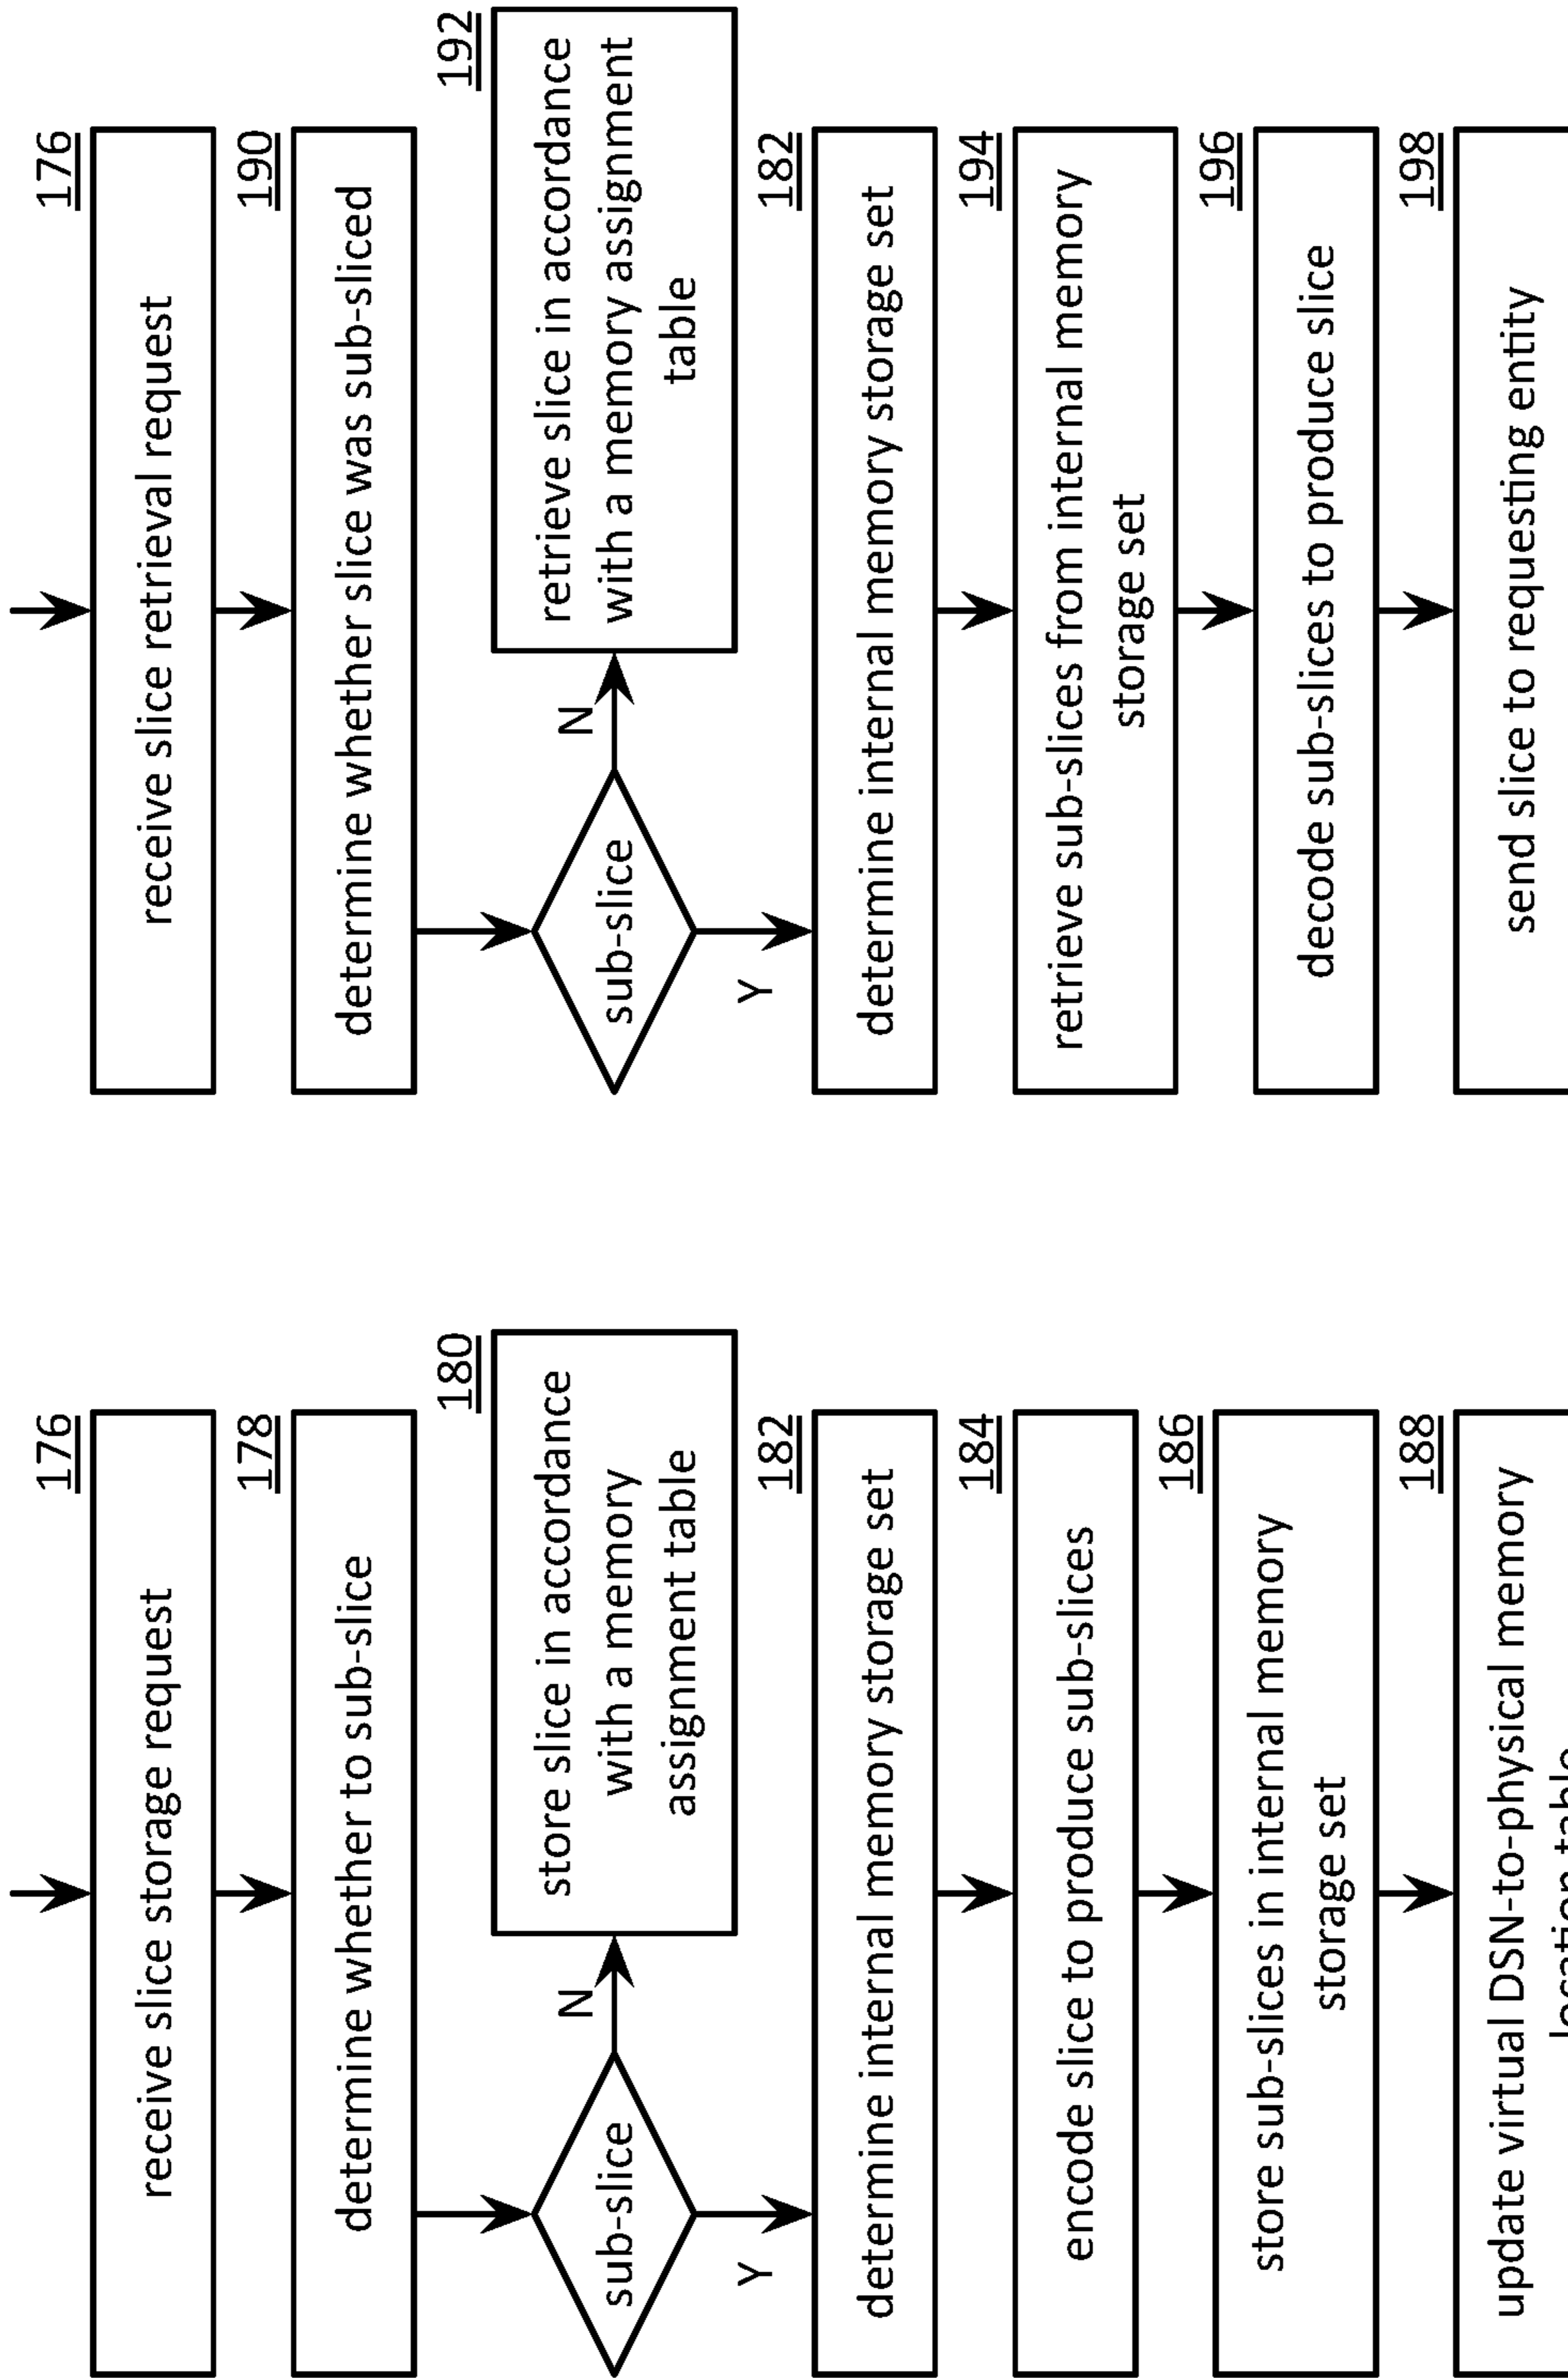 176
receive slice storage request
178
determine whether to sub-slice
sub-slice
N
Y
180
store slice in accordance
with a memory
assignment table
182
determine internal memory storage set
184
encode slice to produce sub-slices
186
store sub-slices in internal memory
storage set
188
update virtual DSN-to-physical memory
location table
176
receive slice retrieval request
190
determine whether slice was sub-sliced
sub-slice
N
Y
192
retrieve slice in accordance
with a memory assignment
table
182
determine internal memory storage set
194
retrieve sub-slices from internal memory
storage set
196
decode sub-slices to produce slice
198
send slice to requesting entity